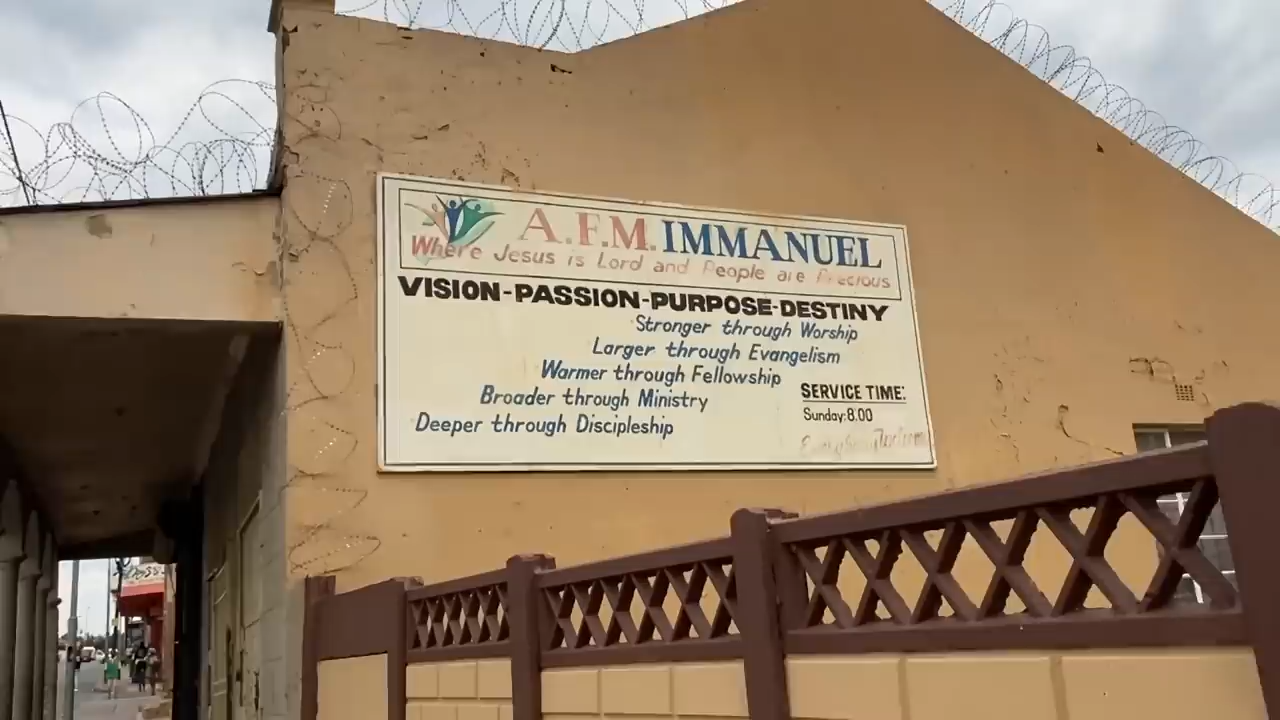 A.F.M. IMMANUEL
Where Jesus is Lord and People are Precious
VISION-PASSION-PURPOSE-DESTINY
Stronger through Worship
Larger through Evangelism
Warmer through Fellowship
Broader through Ministry
Deeper through Discipleship
SERVICE TIME:
Sunday:8.00